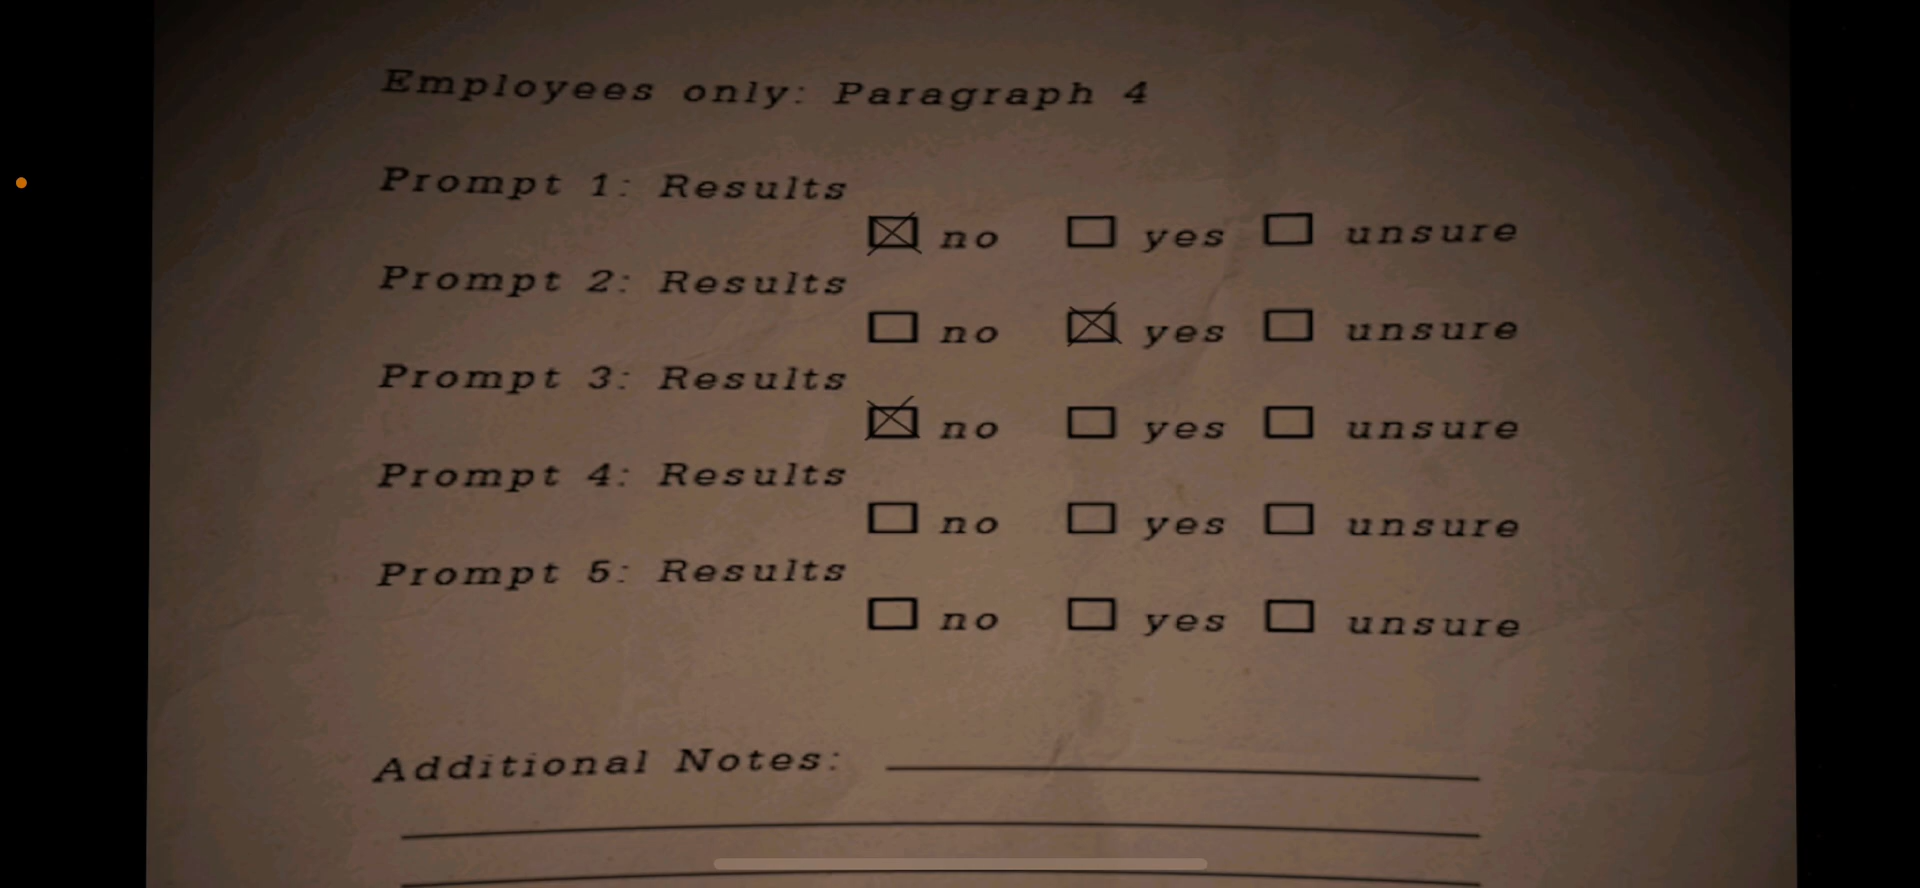 Employees only: Paragraph 4
Prompt 1: Results
no yes unsure
Prompt 2: Results
no yes unsure
Prompt 3: Results
no yes unsure
Prompt 4: Results
no yes unsure
Prompt 5: Results
no yes unsure
Additional Notes: